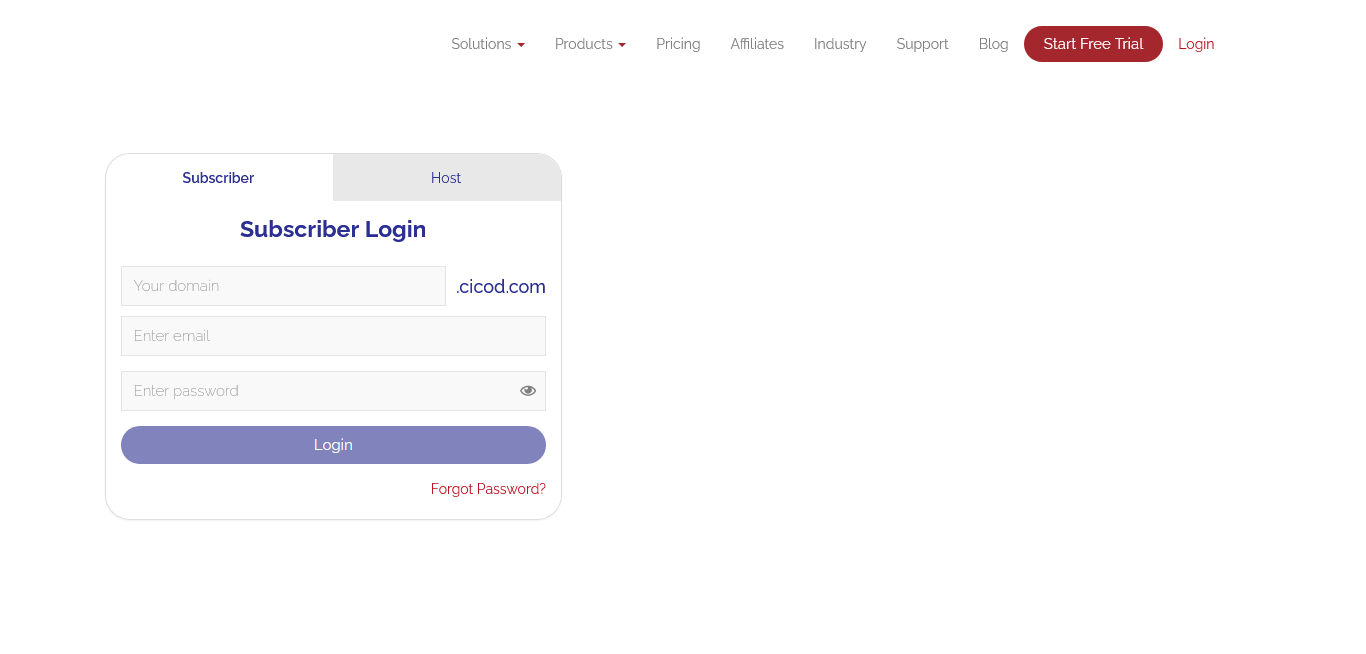 Solutions Products Pricing Affiliates Industry Support Blog Start Free Trial Login
Subscriber Host
Subscriber Login
Your domain .cicod.com
Enter email
Enter password
Login
Forgot Password?